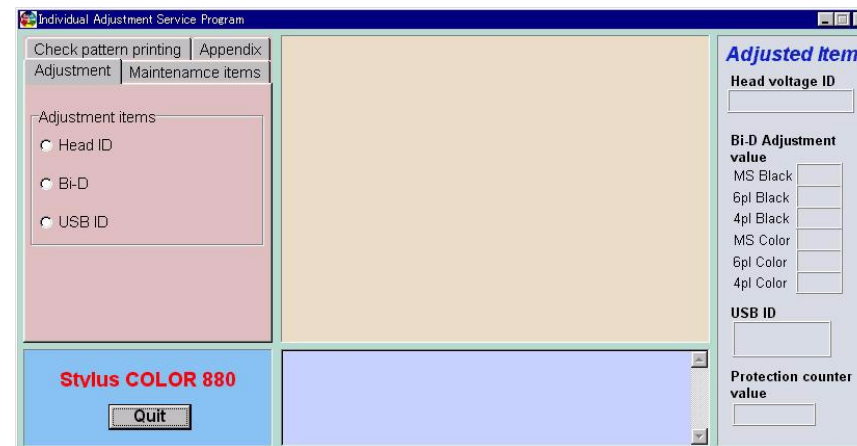 Individual Adjustment Service Program
Check pattern printing
Appendix
Adjustment
Maintenamce items
Adjustment items
Head ID
Bi-D
USB ID
Stylus COLOR 880
Quit
Adjusted Item
Head voltage ID
Bi-D Adjustment
value
MS Black
6pl Black
4pl Black
MS Color
6pl Color
4pl Color
USB ID
Protection counter
value